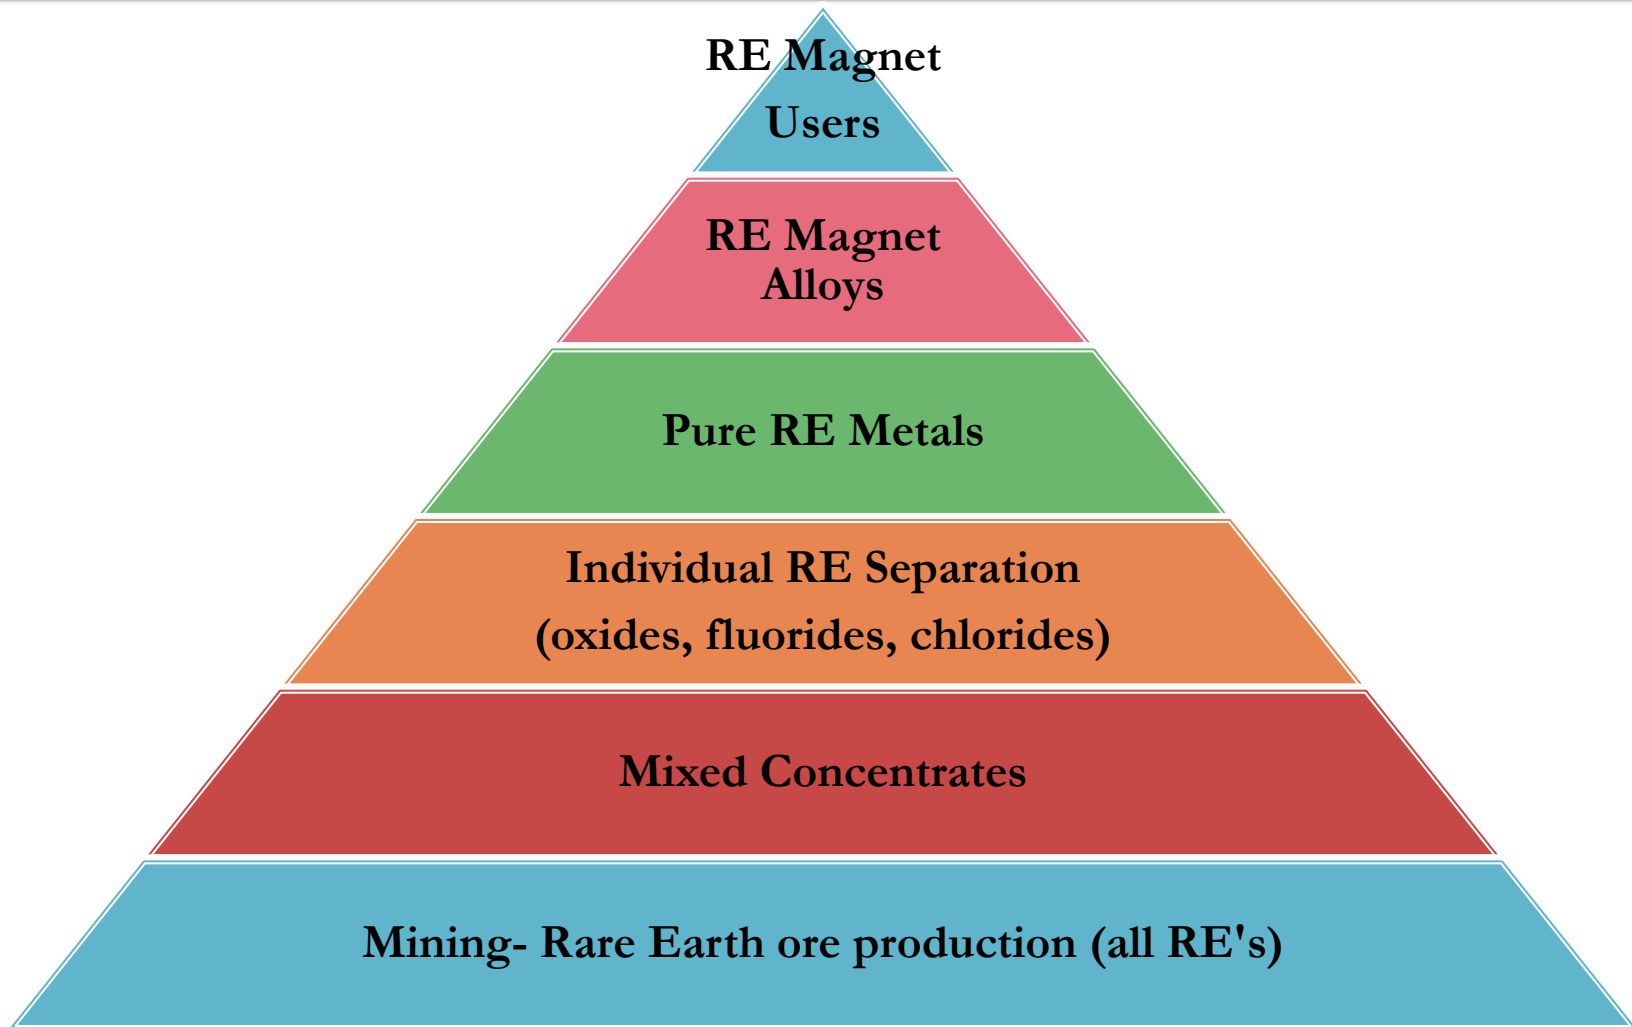 RE Magnet
Users
RE Magnet
Alloys
Pure RE Metals
Individual RE Separation
(oxides, fluorides, chlorides)
Mixed Concentrates
Mining- Rare Earth ore production (all RE's)